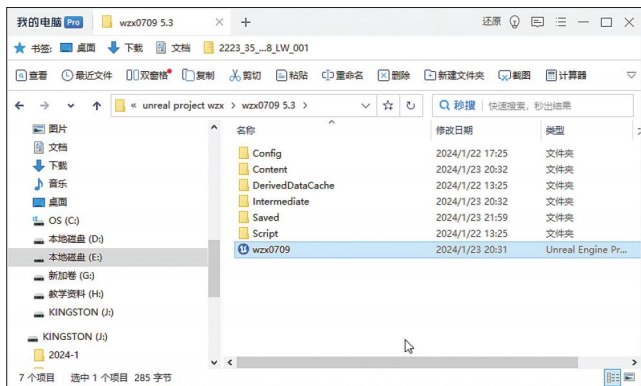 我的电脑 Pro wzx0709 5.3 × + 还原
书签: 桌面 下载 文档 2223_35_...8_LW_001
查看 最近文件 双窗格 复制 剪切 粘贴 重命名 删除 新建文件夹 截图 计算器
« unreal project wzx > wzx0709 5.3 > 秒搜 快速搜索，秒出结果
图片
文档
下载
音乐
桌面
OS (C:)
本地磁盘 (D:)
本地磁盘 (E:)
新加卷 (G:)
教学资料 (H:)
KINGSTON (J:)
KINGSTON (J:)
2024-1
名称 修改日期 类型
Config 2024/1/22 17:25 文件夹
Content 2024/1/23 20:32 文件夹
DerivedDataCache 2024/1/22 13:25 文件夹
Intermediate 2024/1/23 20:32 文件夹
Saved 2024/1/23 21:59 文件夹
Script 2024/1/22 13:25 文件夹
wzx0709 2024/1/23 20:31 Unreal Engine Pr...
7 个项目 选中 1 个项目 285 字节